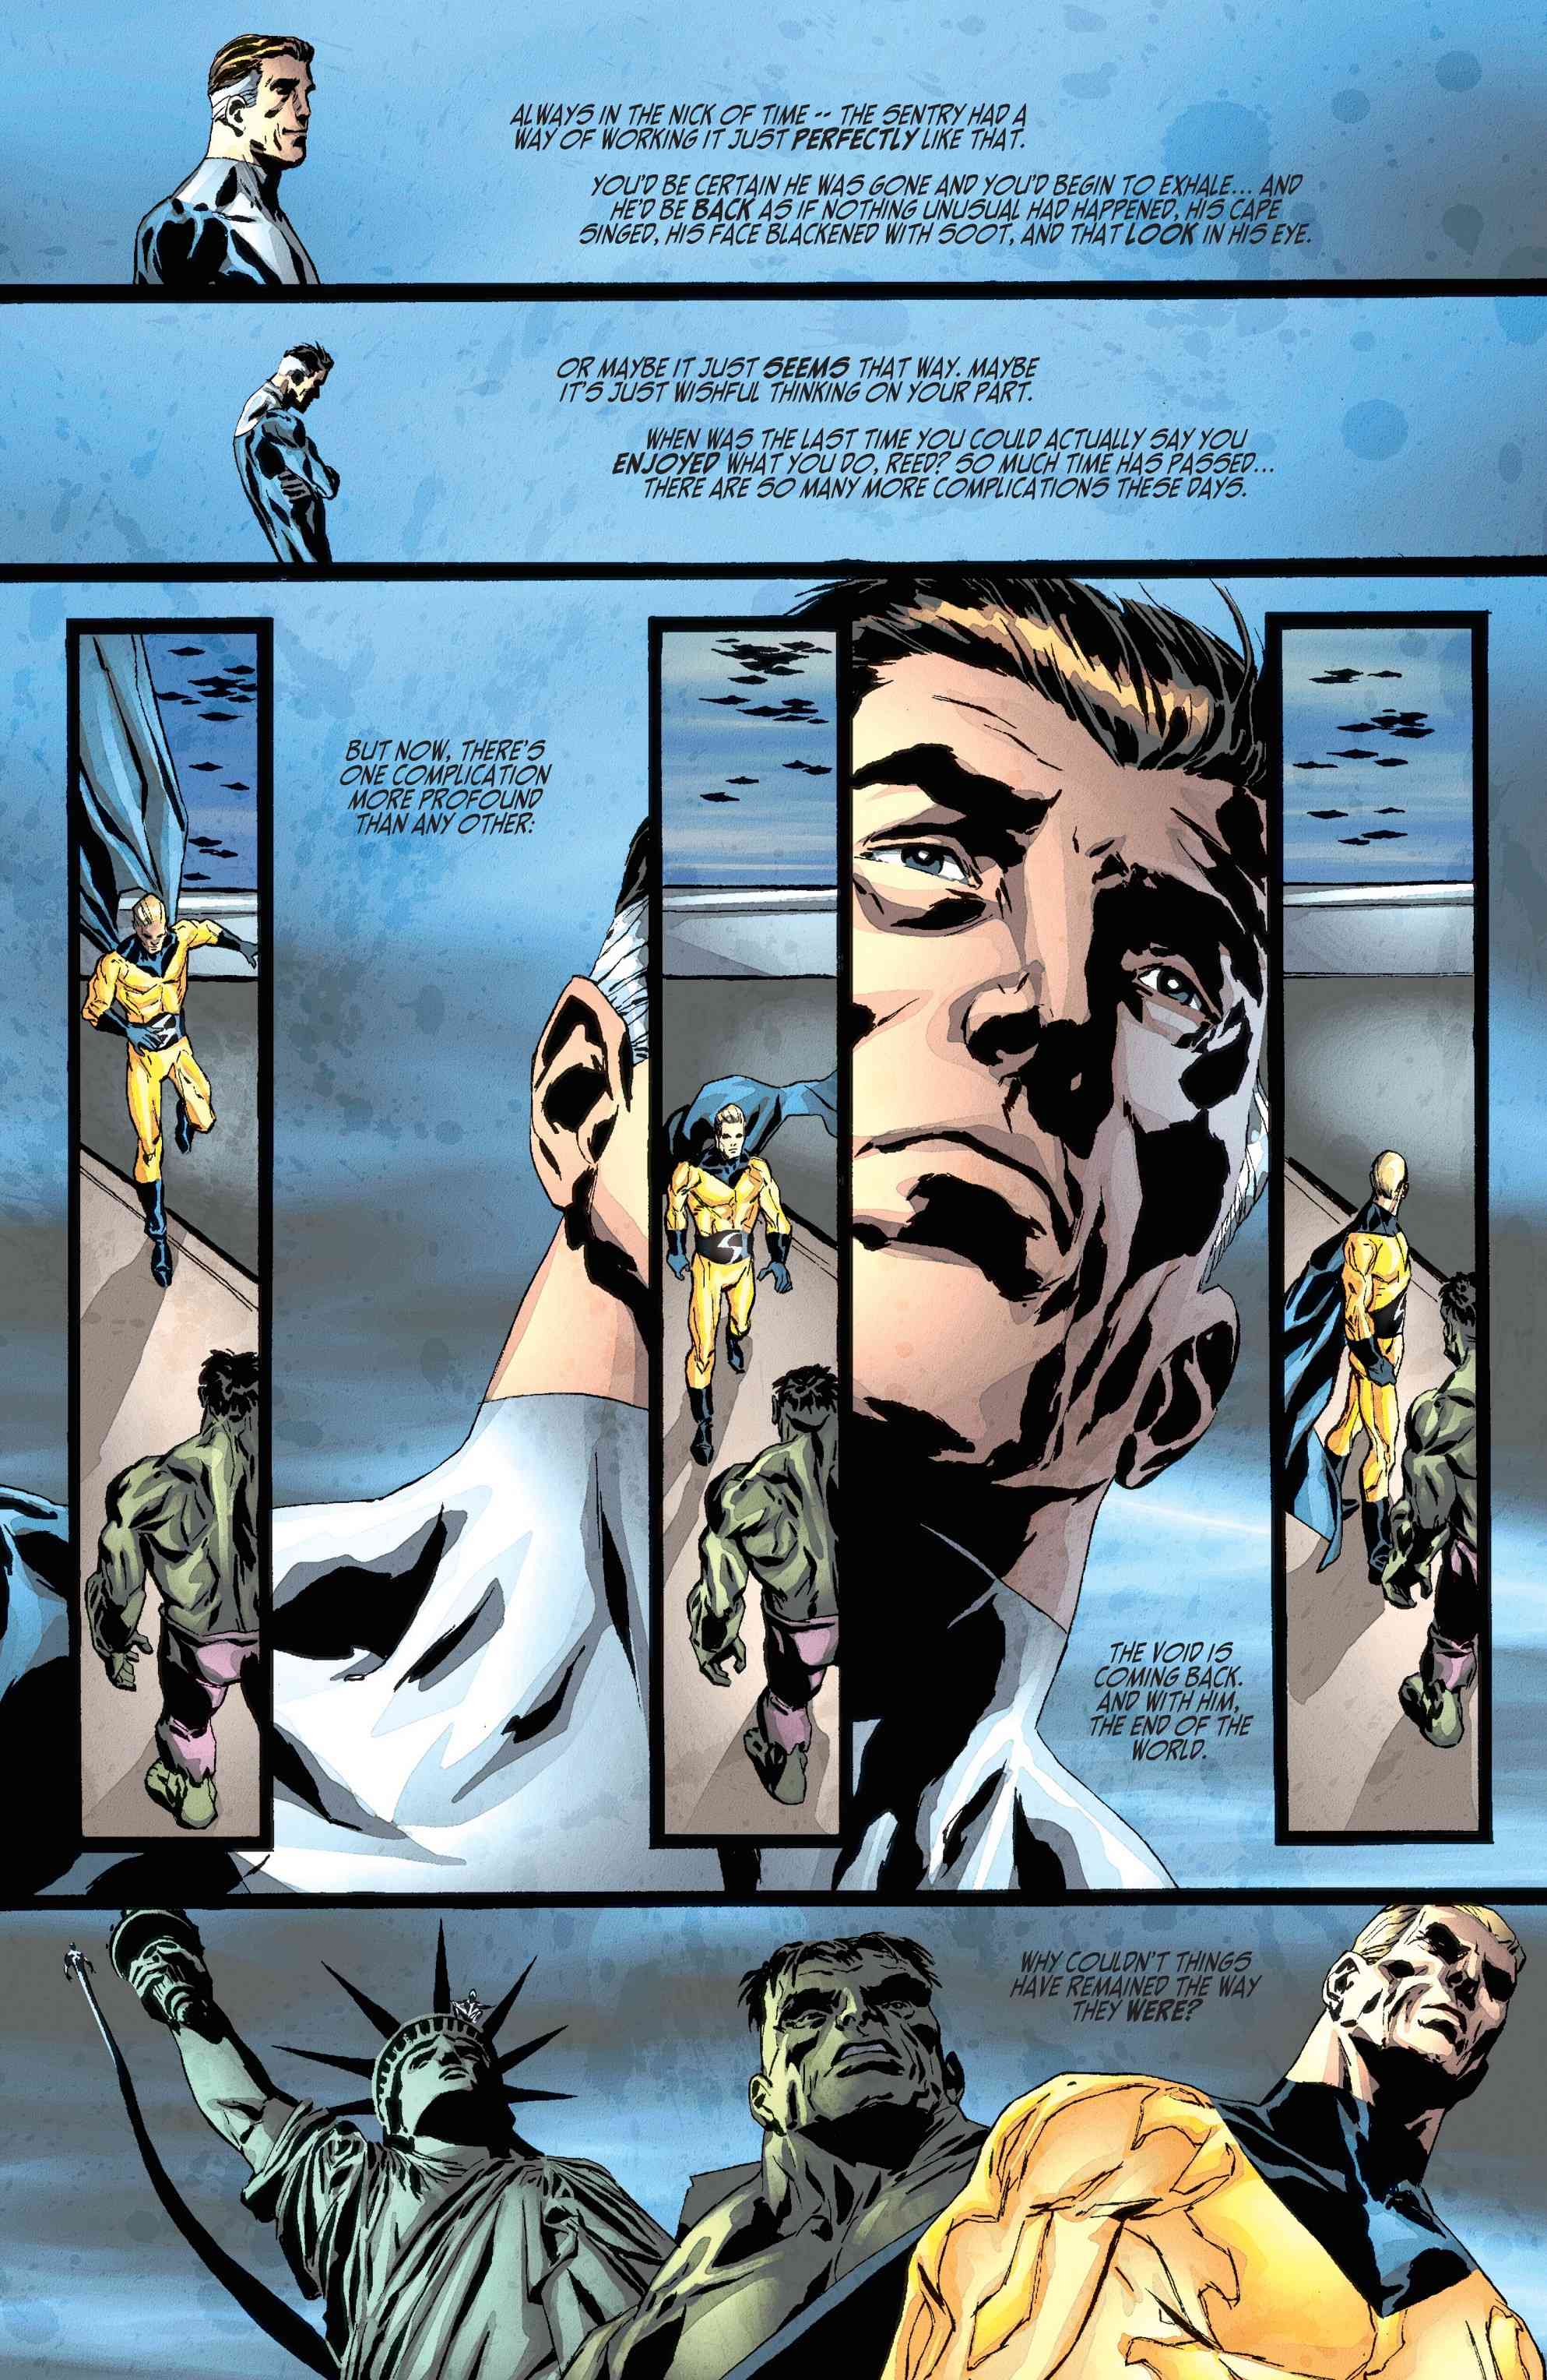 ALWAYS IN THE NICK OF TIME -- THE SENTRY HAD A
WAY OF WORKING IT JUST PERFECTLY LIKE THAT.
YOU'D BE CERTAIN HE WAS GONE AND YOU'D BEGIN TO EXHALE... AND
HE'D BE BACK AS IF NOTHING UNUSUAL HAD HAPPENED, HIS CAPE
SINGED, HIS FACE BLACKENED WITH SOOT, AND THAT LOOK IN HIS EYE.
OR MAYBE IT JUST SEEMS THAT WAY. MAYBE
IT'S JUST WISHFUL THINKING ON YOUR PART.
WHEN WAS THE LAST TIME YOU COULD ACTUALLY SAY YOU
ENJOYED WHAT YOU DO, REED? SO MUCH TIME HAS PASSED...
THERE ARE SO MANY MORE COMPLICATIONS THESE DAYS.
BUT NOW, THERE'S
ONE COMPLICATION
MORE PROFOUND
THAN ANY OTHER:
THE VOID IS
COMING BACK.
AND WITH HIM,
THE END OF THE
WORLD.
WHY COULDN'T THINGS
HAVE REMAINED THE WAY
THEY WERE?